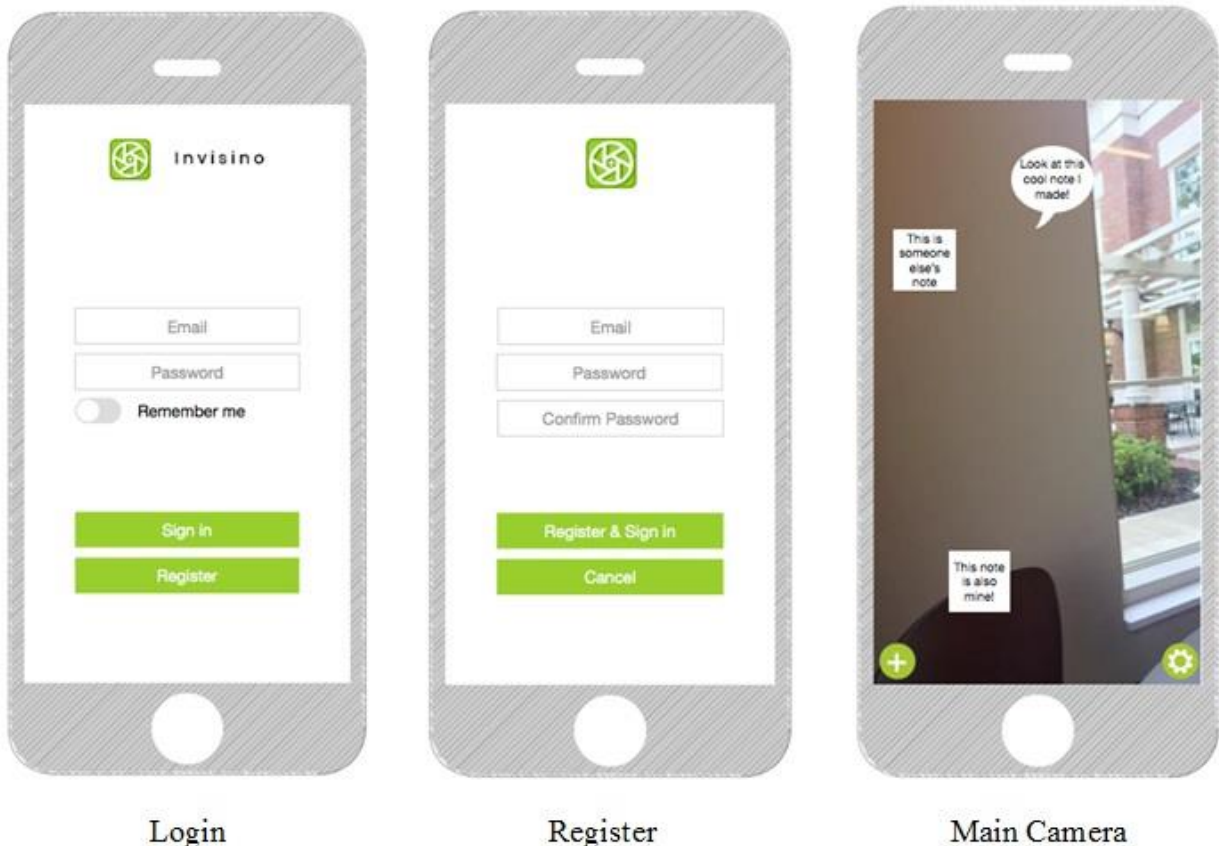 Invisino
Email
Password
Remember me
Sign in
Register
Email
Password
Confirm Password
Register & Sign in
Cancel
Look at this
cool note I
made!
This is
someone
else's
note
This note
is also
mine!
Login
Register
Main Camera